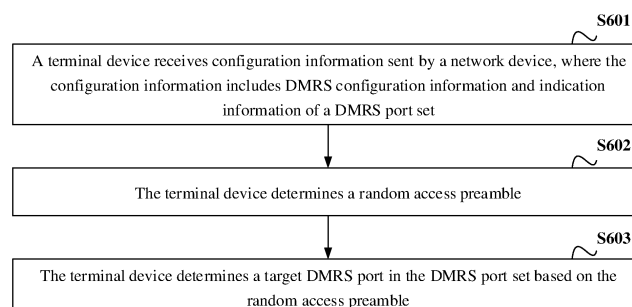 S601
A terminal device receives configuration information sent by a network device, where the
configuration information includes DMRS configuration information and indication
information of a DMRS port set
S602
The terminal device determines a random access preamble
S603
The terminal device determines a target DMRS port in the DMRS port set based on the
random access preamble